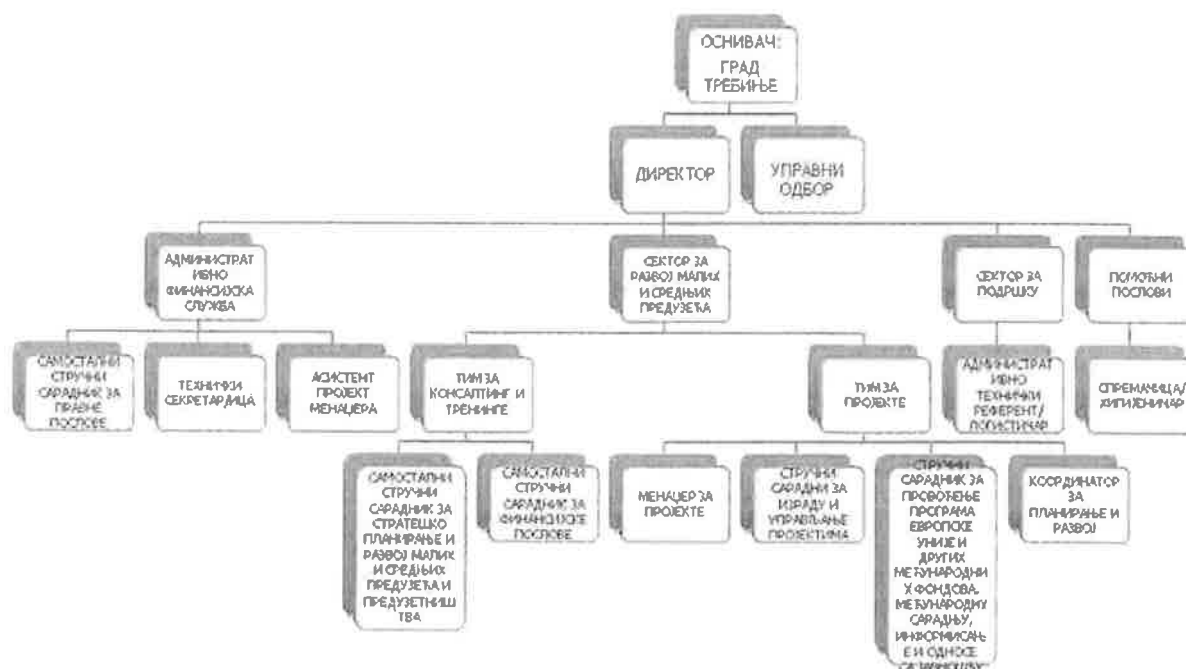 ОСНИВАЧ:
ГРАД
ТРЕБИЊЕ
ДИРЕКТОР
УПРАВНИ
ОДБОР
АДМИНИСТРАТ
ИВНО
ФИНАНСИЈСКА
СЛУЖБА
СЕКТОР ЗА
РАЗВОЈ МАЛИХ
И СРЕДЊИХ
ПРЕДУЗЕЋА
СЕКТОР ЗА
ПОДРШКУ
ПОМОЋНИ
ПОСЛОВИ
САМОСТАЛНИ
СТРУЧНИ
САРАДНИК ЗА
ПРАВНЕ
ПОСЛОВЕ
ТЕХНИЧКИ
СЕКРЕТАР/ИЦА
АСИСТЕНТ
ПРОЈЕКТ
МЕНАЏЕРА
ТИМ ЗА
КОНСАЛТИНГ И
ТРЕНИНГЕ
ТИМ ЗА
ПРОЈЕКТЕ
АДМИНИСТРАТ
ИВНО
ТЕХНИЧКИ
РЕФЕРЕНТ/
ЛОГИСТИЧАР
СПРЕМАЧИЦА/
ХИГИЈЕНИЧАР
САМОСТАЛНИ
СТРУЧНИ
САРАДНИК ЗА
СТРАТЕШКО
ПЛАНИРАЊЕ И
РАЗВОЈ МАЛИХ
И СРЕДЊИХ
ПРЕДУЗЕЋА И
ПРЕДУЗЕТНИШ
ТВА
САМОСТАЛНИ
СТРУЧНИ
САРАДНИК ЗА
ФИНАНСИЈСКЕ
ПОСЛОВЕ
МЕНАЏЕР ЗА
ПРОЈЕКТЕ
СТРУЧНИ
САРАДНИ ЗА
ИЗРАДУ И
УПРАВЉАЊЕ
ПРОЈЕКТИМА
СТРУЧНИ
САРАДНИК ЗА
ПРОВОЂЕЊЕ
ПРОГРАМА
ЕВРОПСКЕ
УНИЈЕ И
ДРУГИХ
МЕЂУНАРОДНИ
Х ФОНДОВА,
МЕЂУНАРОДНУ
САРАДЊУ,
ИНФОРМИСАЊ
Е И ОДНОСЕ
СА ЈАВНОШЋУ
КООРДИНАТОР
ЗА
ПЛАНИРАЊЕ И
РАЗВОЈ